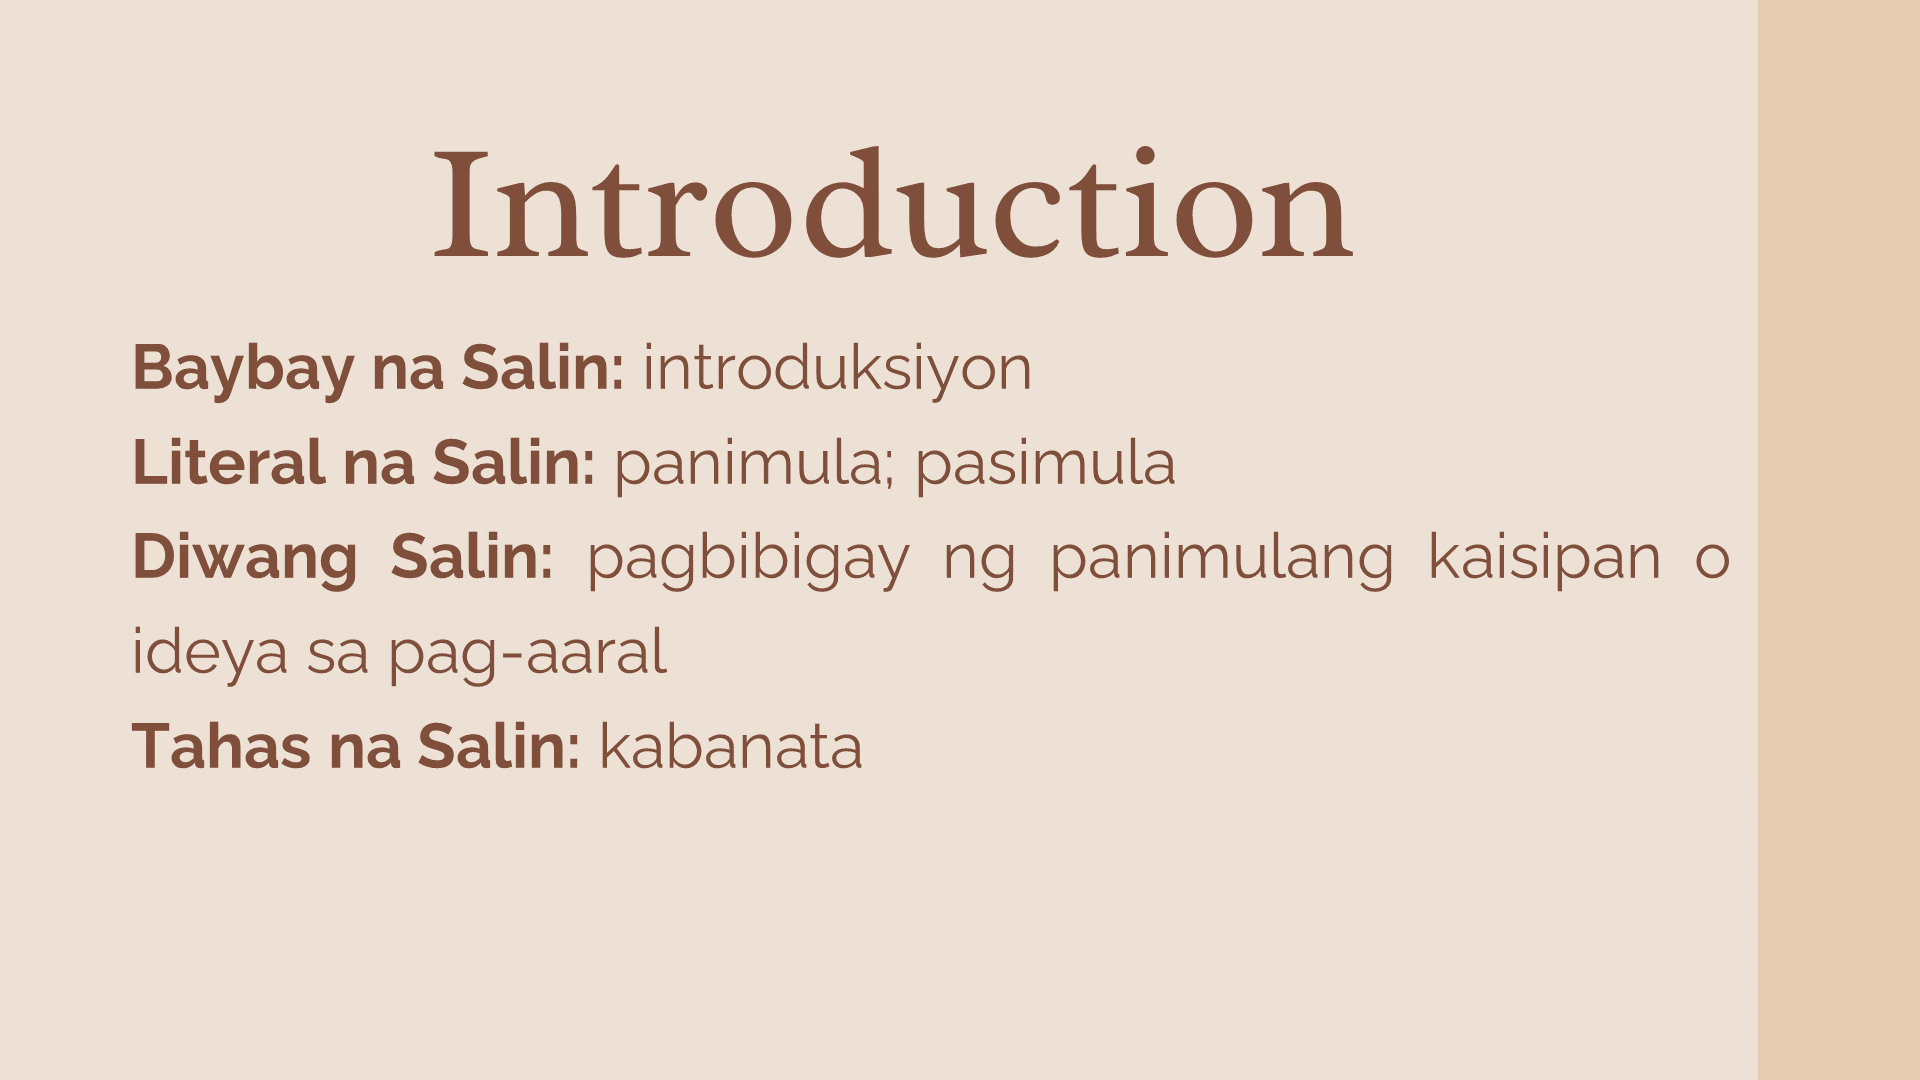 Introduction
Baybay na Salin: introduksiyon
Literal na Salin: panimula; pasimula
Diwang Salin: pagbibigay ng panimulang kaisipan o
ideya sa pag-aaral
Tahas na Salin: kabanata